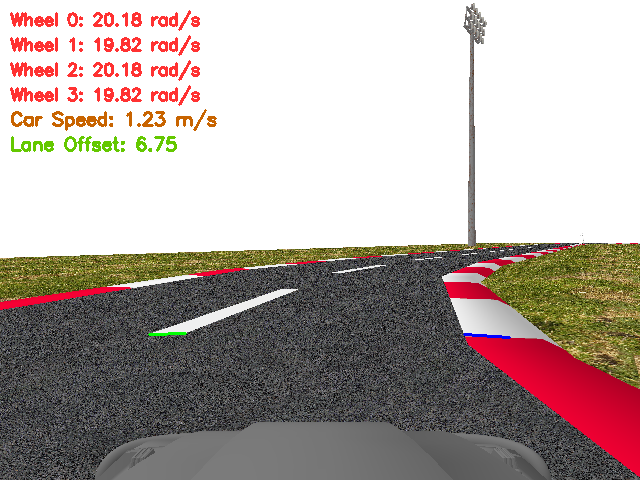 Wheel 0: 20.18 rad/s
Wheel 1: 19.82 rad/s
Wheel 2: 20.18 rad/s
Wheel 3: 19.82 rad/s
Car Speed: 1.23 m/s
Lane Offset: 6.75